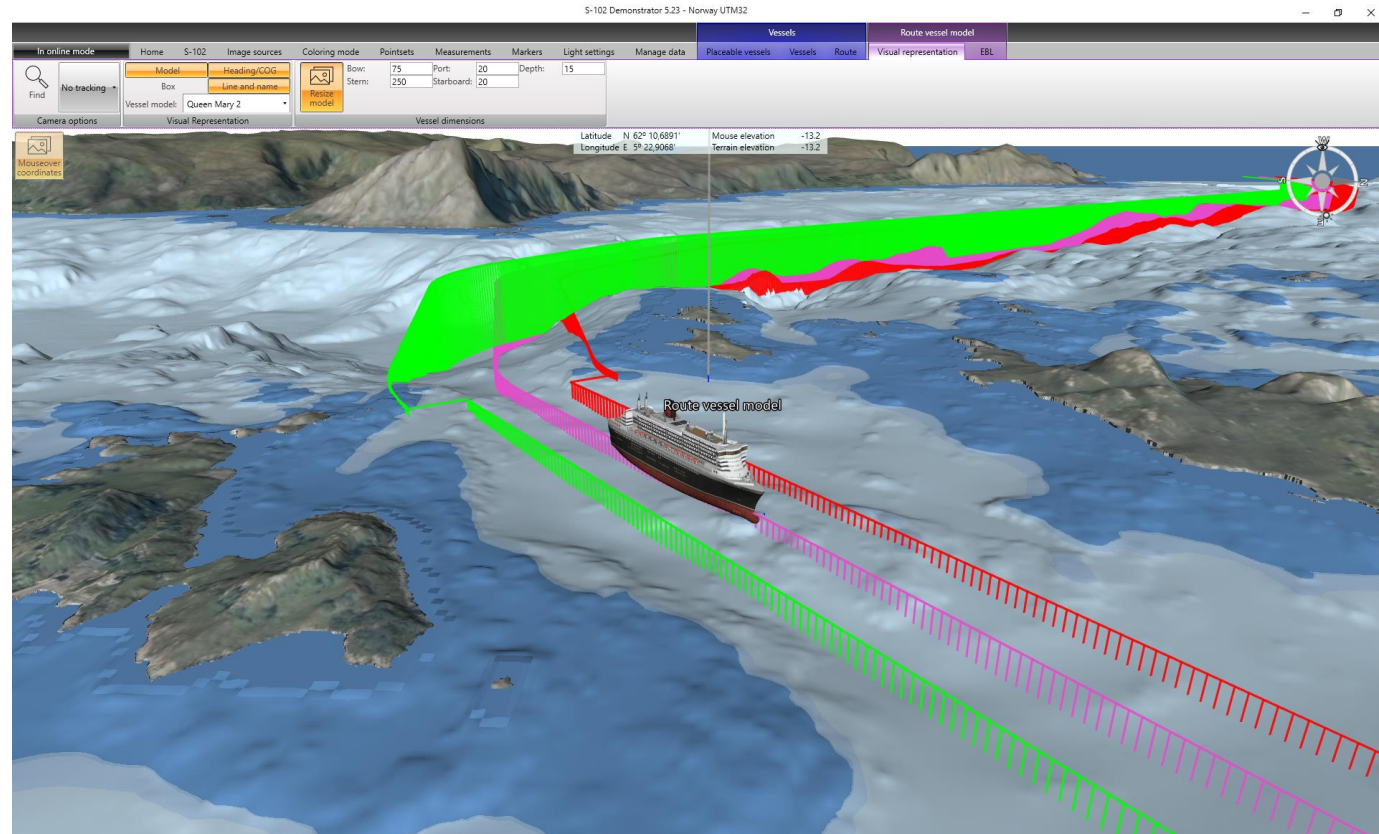 S-102 Demonstrator 5.23 - Norway UTM32
Vessels
Route vessel model
In online mode
Home
S-102
Image sources
Coloring mode
Pointsets
Measurements
Markers
Light settings
Manage data
Placeable vessels
Vessels
Route
Visual representation
EBL
Find
No tracking
Camera options
Model
Heading/COG
Box
Line and name
Vessel model: Queen Mary 2
Visual Representation
Resize
model
Bow: 75 Port: 20 Depth: 15
Stern: 250 Starboard: 20
Vessel dimensions
Mouseover
coordinates
Latitude N 62º 10,6891' Mouse elevation -13.2
Longitude E 5º 22,9068' Terrain elevation -13.2
W
N
Route vessel model